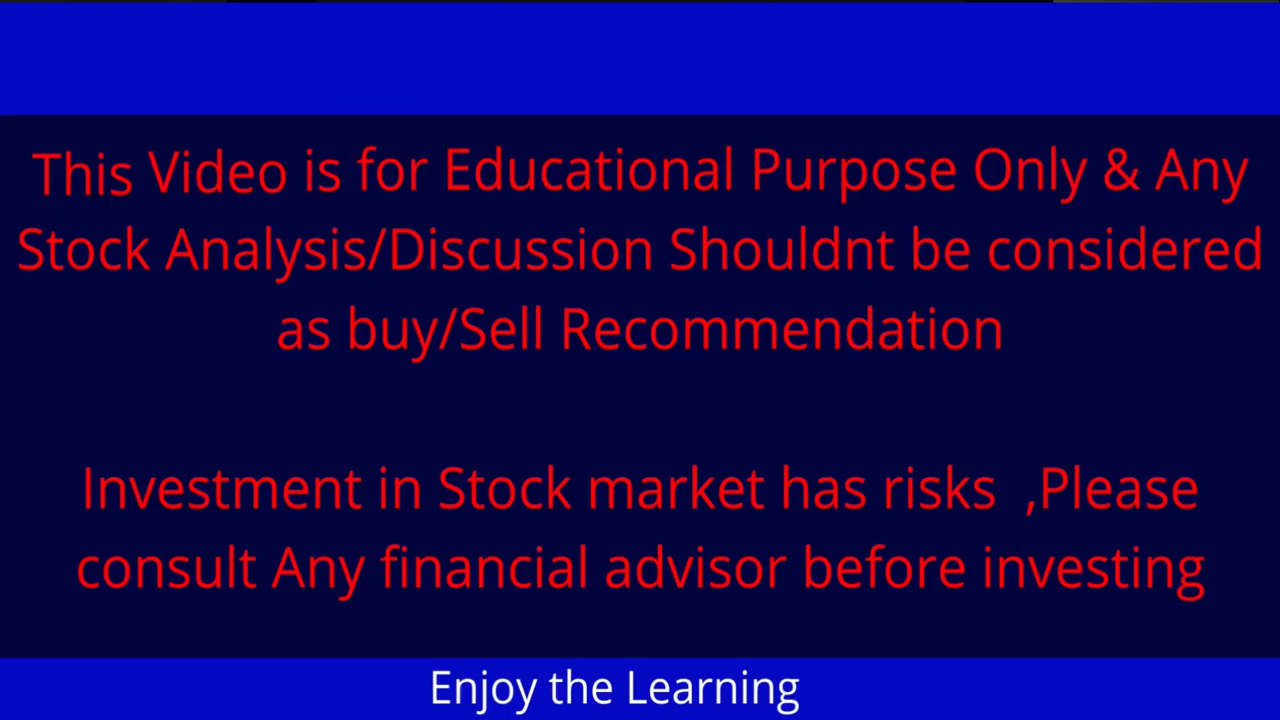 This Video is for Educational Purpose Only & Any
Stock Analysis/Discussion Shouldnt be considered
as buy/Sell Recommendation
Investment in Stock market has risks  ,Please
consult Any financial advisor before investing
Enjoy the Learning